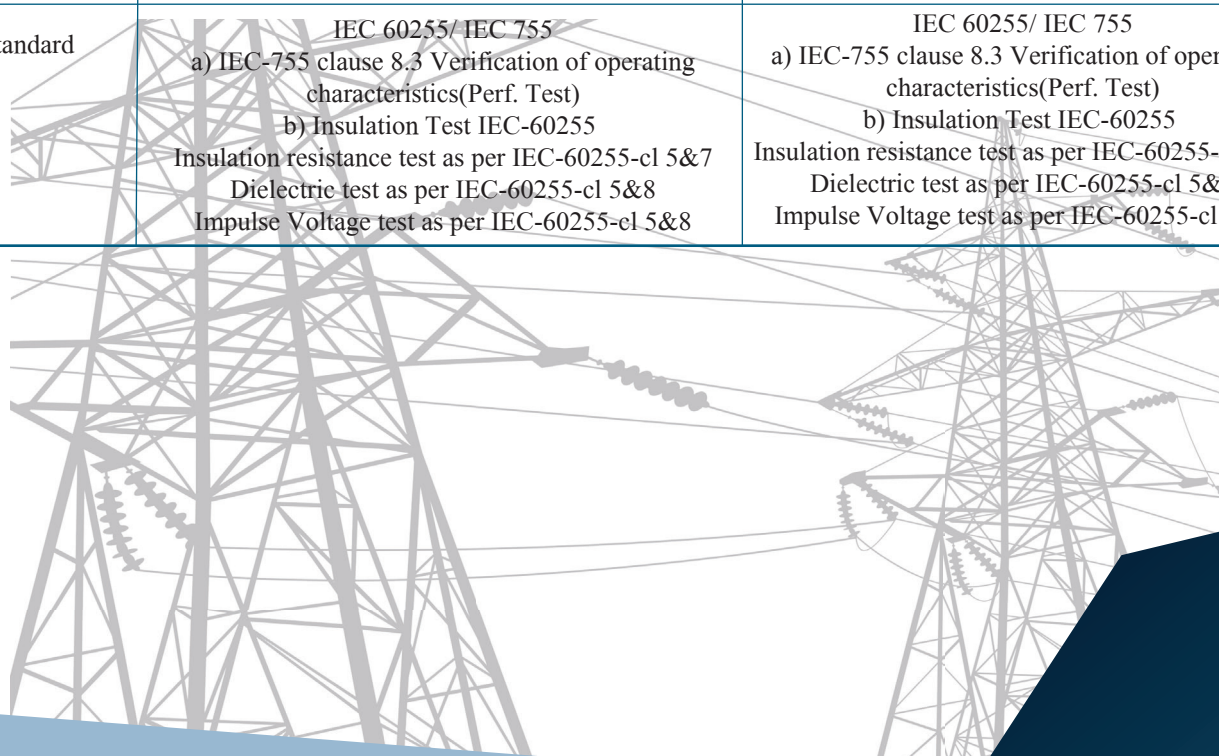 tandard
IEC 60255/ IEC 755
a) IEC-755 clause 8.3 Verification of operating
characteristics(Perf. Test)
b) Insulation Test IEC-60255
Insulation resistance test as per IEC-60255-cl 5&7
Dielectric test as per IEC-60255-cl 5&8
Impulse Voltage test as per IEC-60255-cl 5&8
IEC 60255/ IEC 755
a) IEC-755 clause 8.3 Verification of oper
characteristics(Perf. Test)
b) Insulation Test IEC-60255
Insulation resistance test as per IEC-60255-
Dielectric test as per IEC-60255-cl 5&
Impulse Voltage test as per IEC-60255-cl